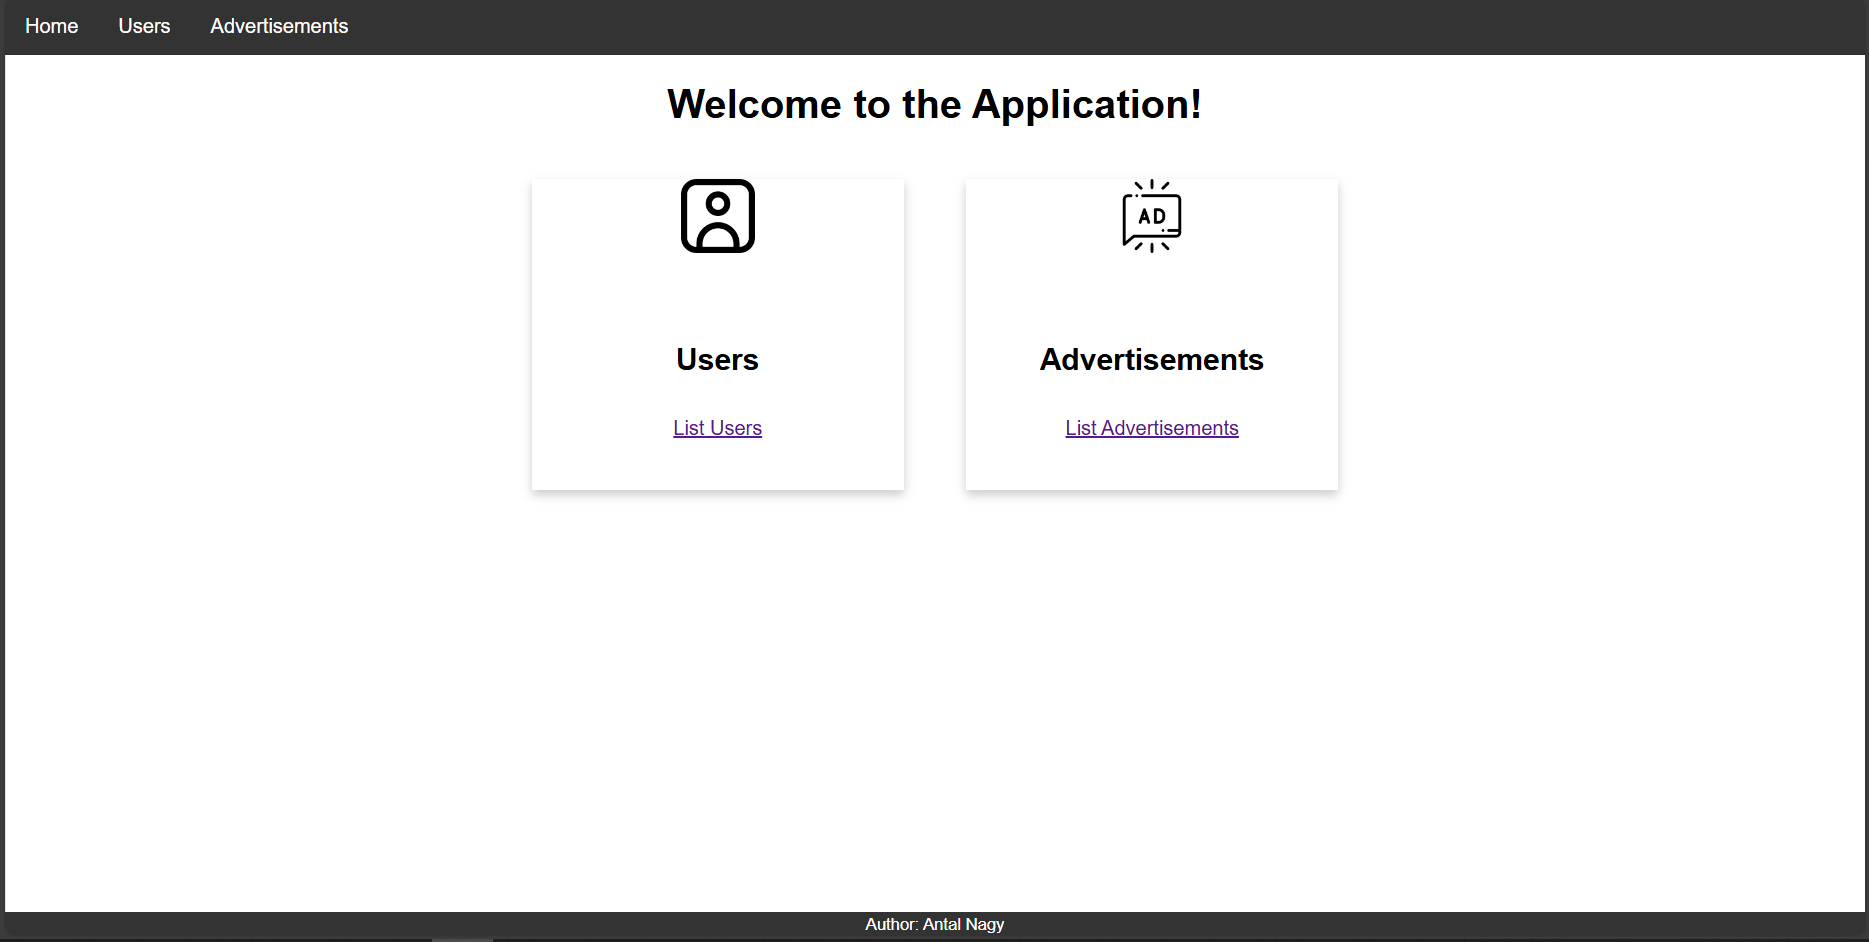 Home Users Advertisements
Welcome to the Application!
AD
Users
List Users
Advertisements
List Advertisements
Author: Antal Nagy